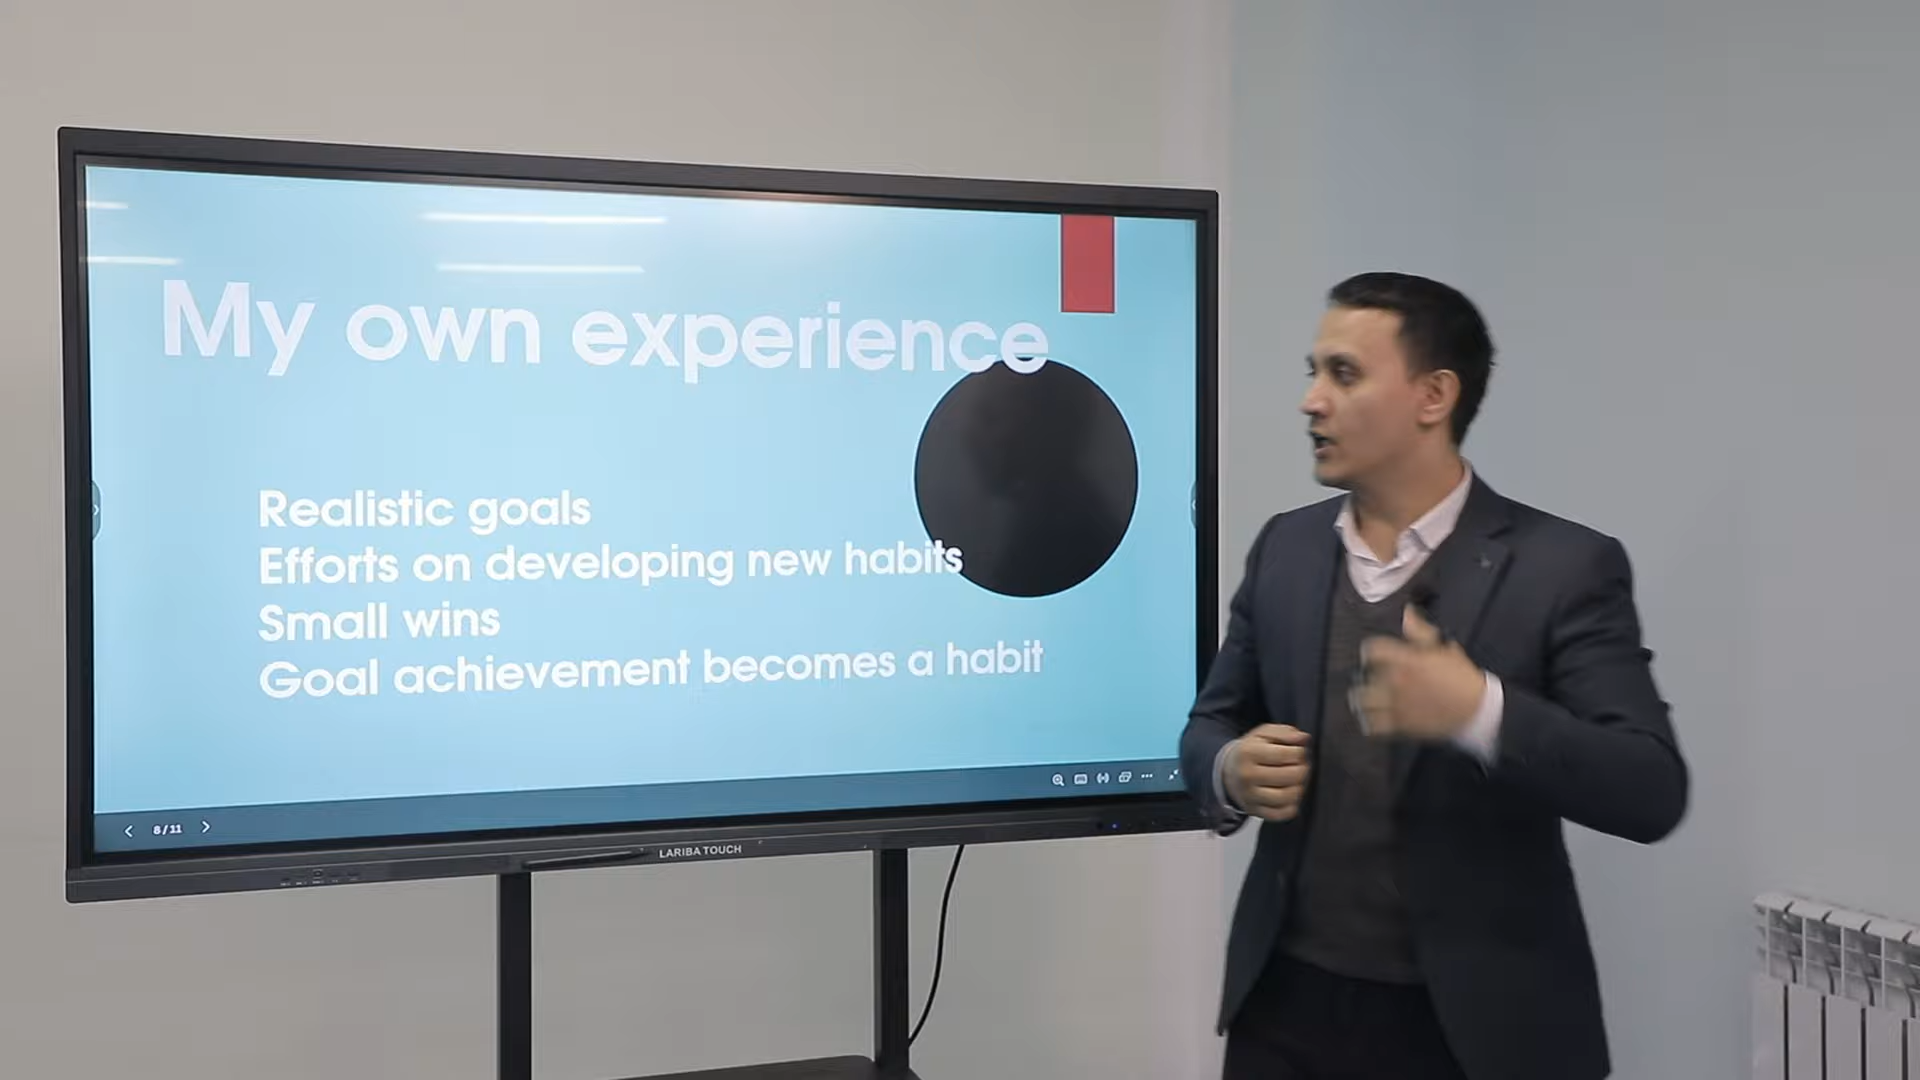 My own experience
Realistic goals
Efforts on developing new habits
Small wins
Goal achievement becomes a habit
8/11
LARIBA TOUCH